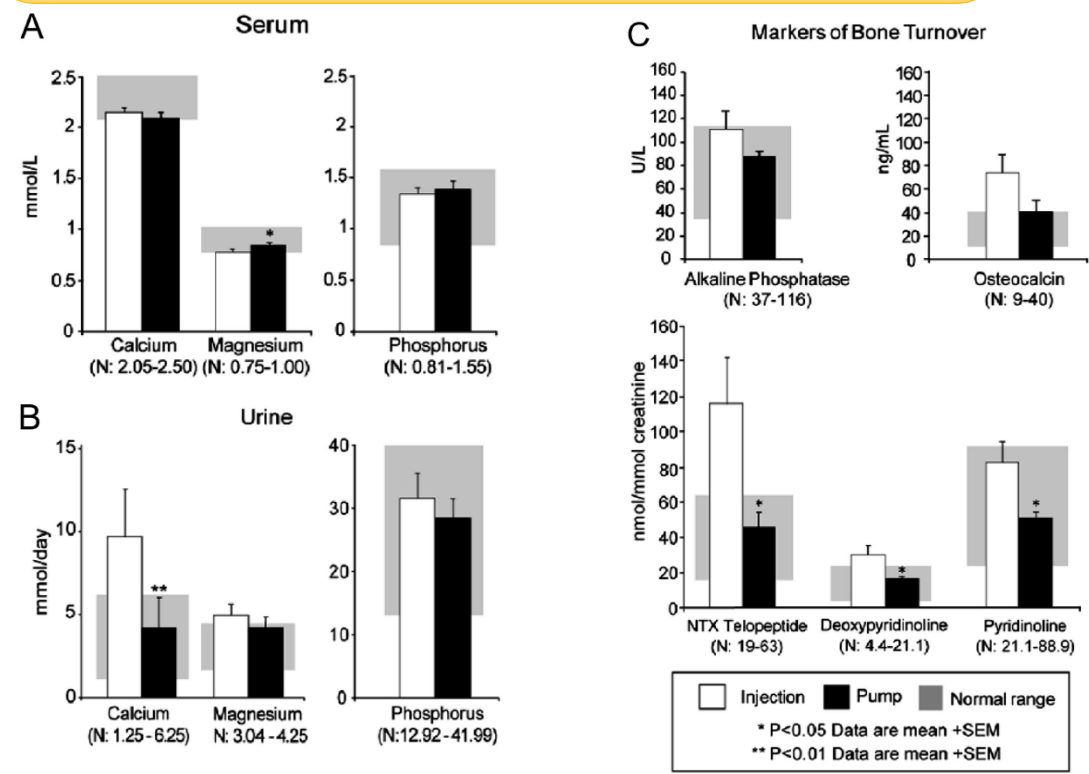 A
Serum
2.5
2
1.5
1
0.5
0
mmol/L
*
Calcium
(N: 2.05-2.50)
Magnesium
(N: 0.75-1.00)
2.5
2
1.5
1
0.5
0
Phosphorus
(N: 0.81-1.55)
B
Urine
15
10
5
0
mmol/day
**
Calcium
(N: 1.25 - 6.25)
Magnesium
N: 3.04 - 4.25
40
30
20
10
0
Phosphorus
(N:12.92 - 41.99)
C
Markers of Bone Turnover
160
140
120
100
80
60
40
20
0
U/L
Alkaline Phosphatase
(N: 37-116)
160
140
120
100
80
60
40
20
0
ng/mL
Osteocalcin
(N: 9-40)
160
140
120
100
80
60
40
20
0
nmol/mmol creatinine
*
*
*
NTX Telopeptide
(N: 19-63)
Deoxypyridinoline
(N: 4.4-21.1)
Pyridinoline
(N: 21.1-88.9)
Injection
Pump
Normal range
* P<0.05 Data are mean +SEM
** P<0.01 Data are mean +SEM